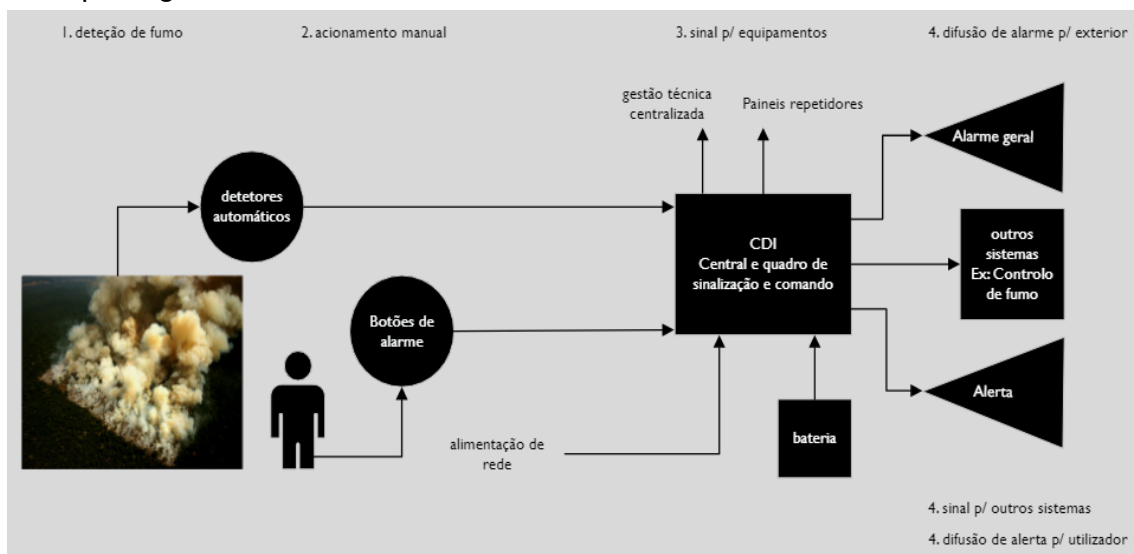 1. deteção de fumo
2. acionamento manual
3. sinal p/ equipamentos
4. difusão de alarme p/ exterior
gestão técnica
centralizada
Paineis repetidores
Alarme geral
detetores
automáticos
CDI
Central e quadro de
sinalização e comando
outros
sistemas
Ex: Controlo
de fumo
Botões de
alarme
Alerta
alimentação de
rede
bateria
4. sinal p/ outros sistemas
4. difusão de alerta p/ utilizador